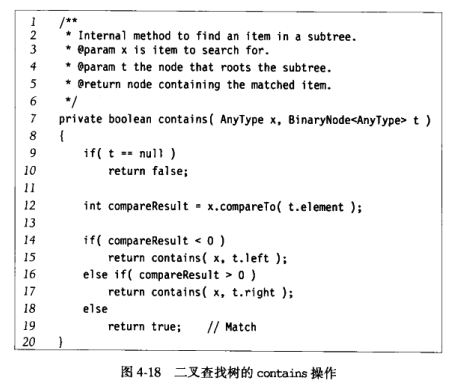 1 /**
2 * Internal method to find an item in a subtree.
3 * @param x is item to search for.
4 * @param t the node that roots the subtree.
5 * @return node containing the matched item.
6 */
7 private boolean contains( AnyType x, BinaryNode<AnyType> t )
8 {
9 if( t == null )
10 return false;
11
12 int compareResult = x.compareTo( t.element );
13
14 if( compareResult < 0 )
15 return contains( x, t.left );
16 else if( compareResult > 0 )
17 return contains( x, t.right );
18 else
19 return true; // Match
20 }
图 4-18 二叉查找树的 contains 操作